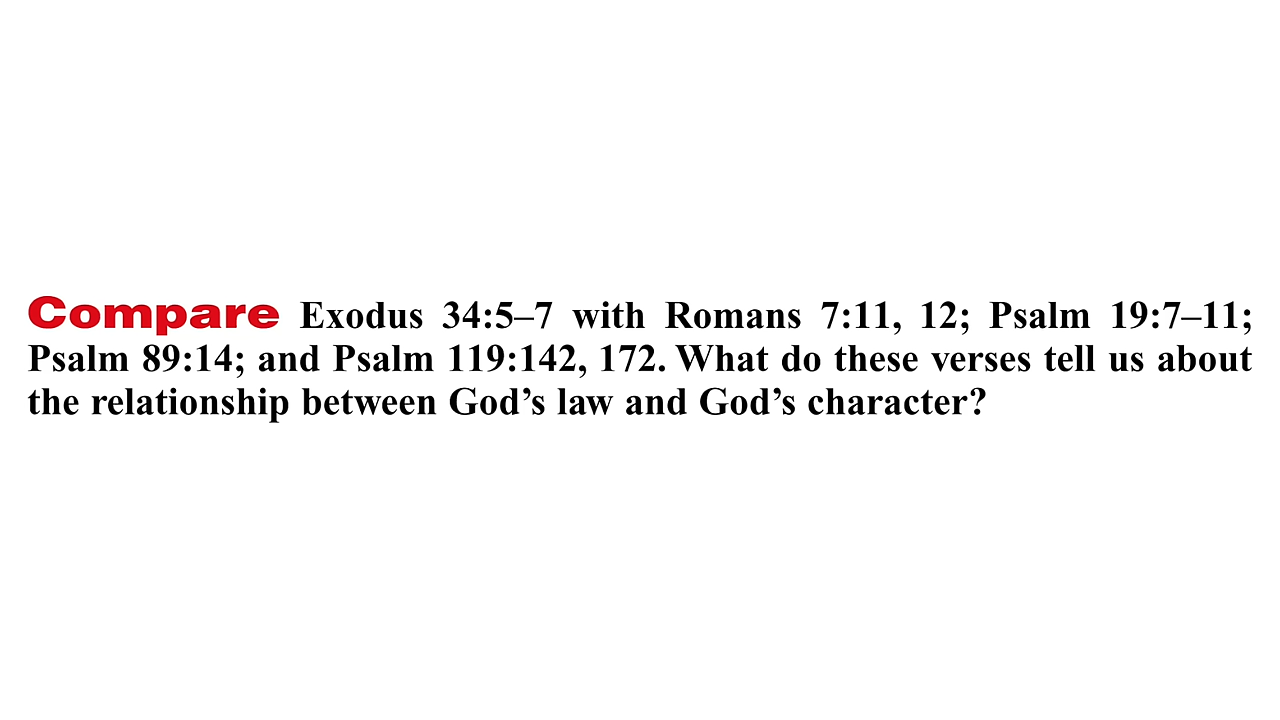 Compare Exodus 34:5–7 with Romans 7:11, 12; Psalm 19:7–11;
Psalm 89:14; and Psalm 119:142, 172. What do these verses tell us about
the relationship between God’s law and God’s character?